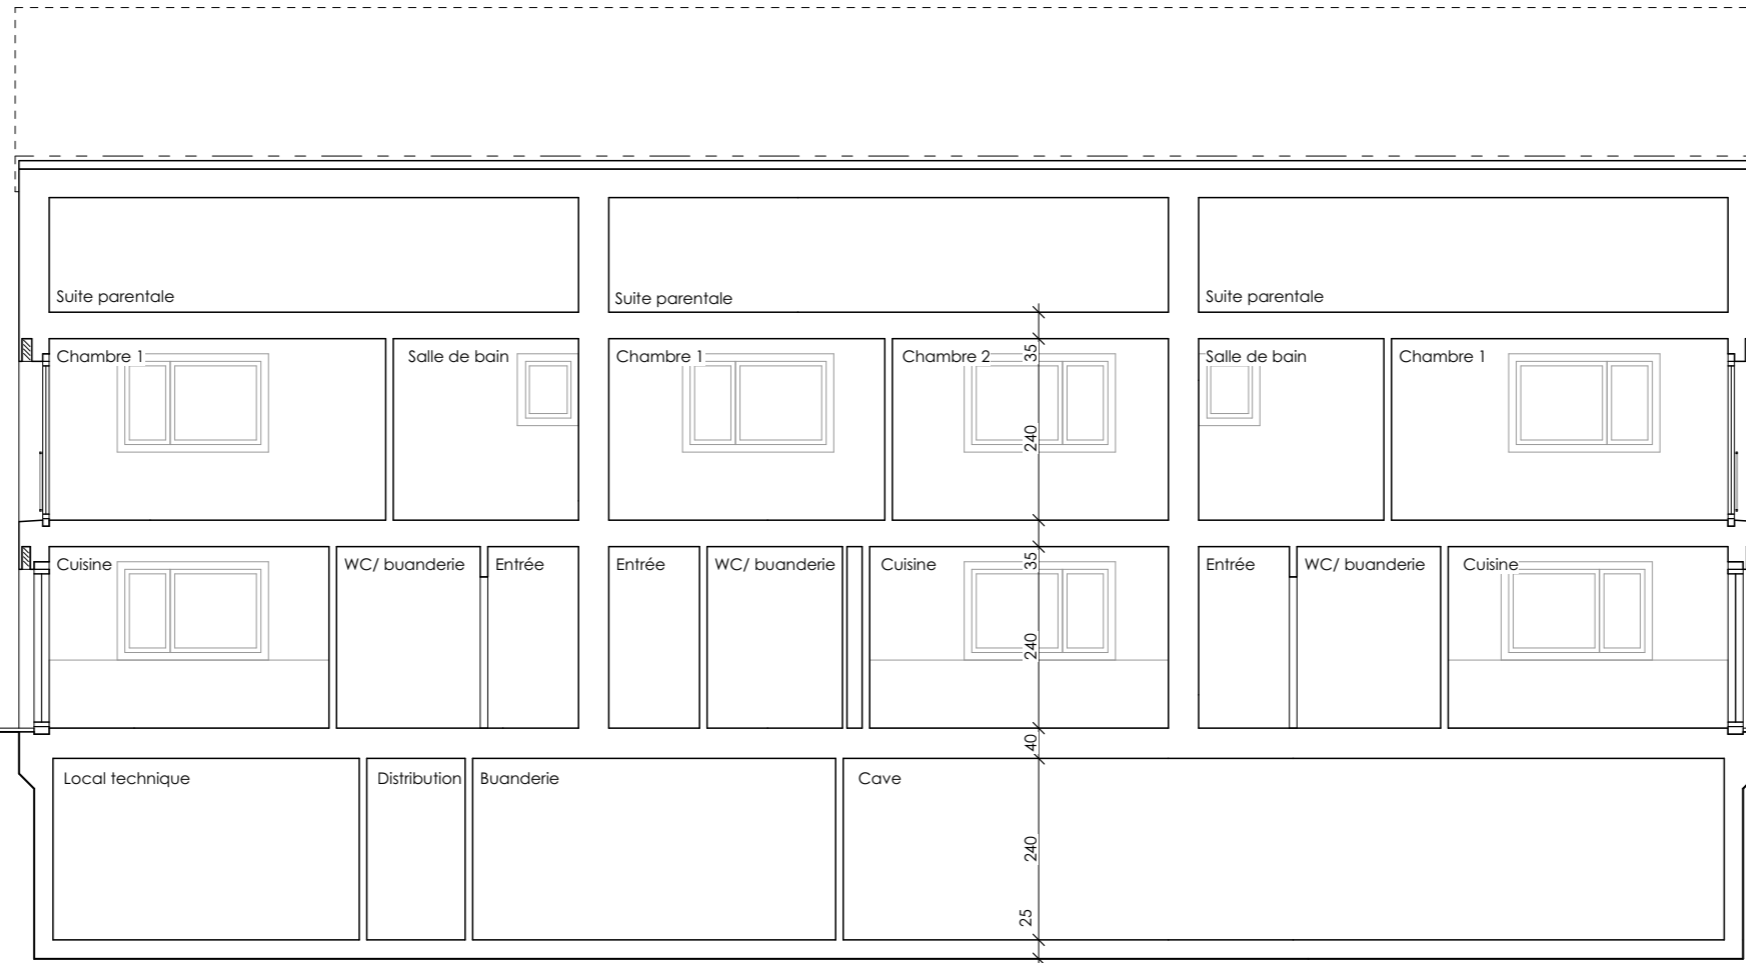 Suite parentale
Suite parentale
Suite parentale
Chambre 1
Salle de bain
Chambre 1
Chambre 2
35
Salle de bain
Chambre 1
240
Cuisine
WC/ buanderie
Entrée
Entrée
WC/ buanderie
Cuisine
35
Entrée
WC/ buanderie
Cuisine
240
40
Local technique
Distribution
Buanderie
Cave
240
25